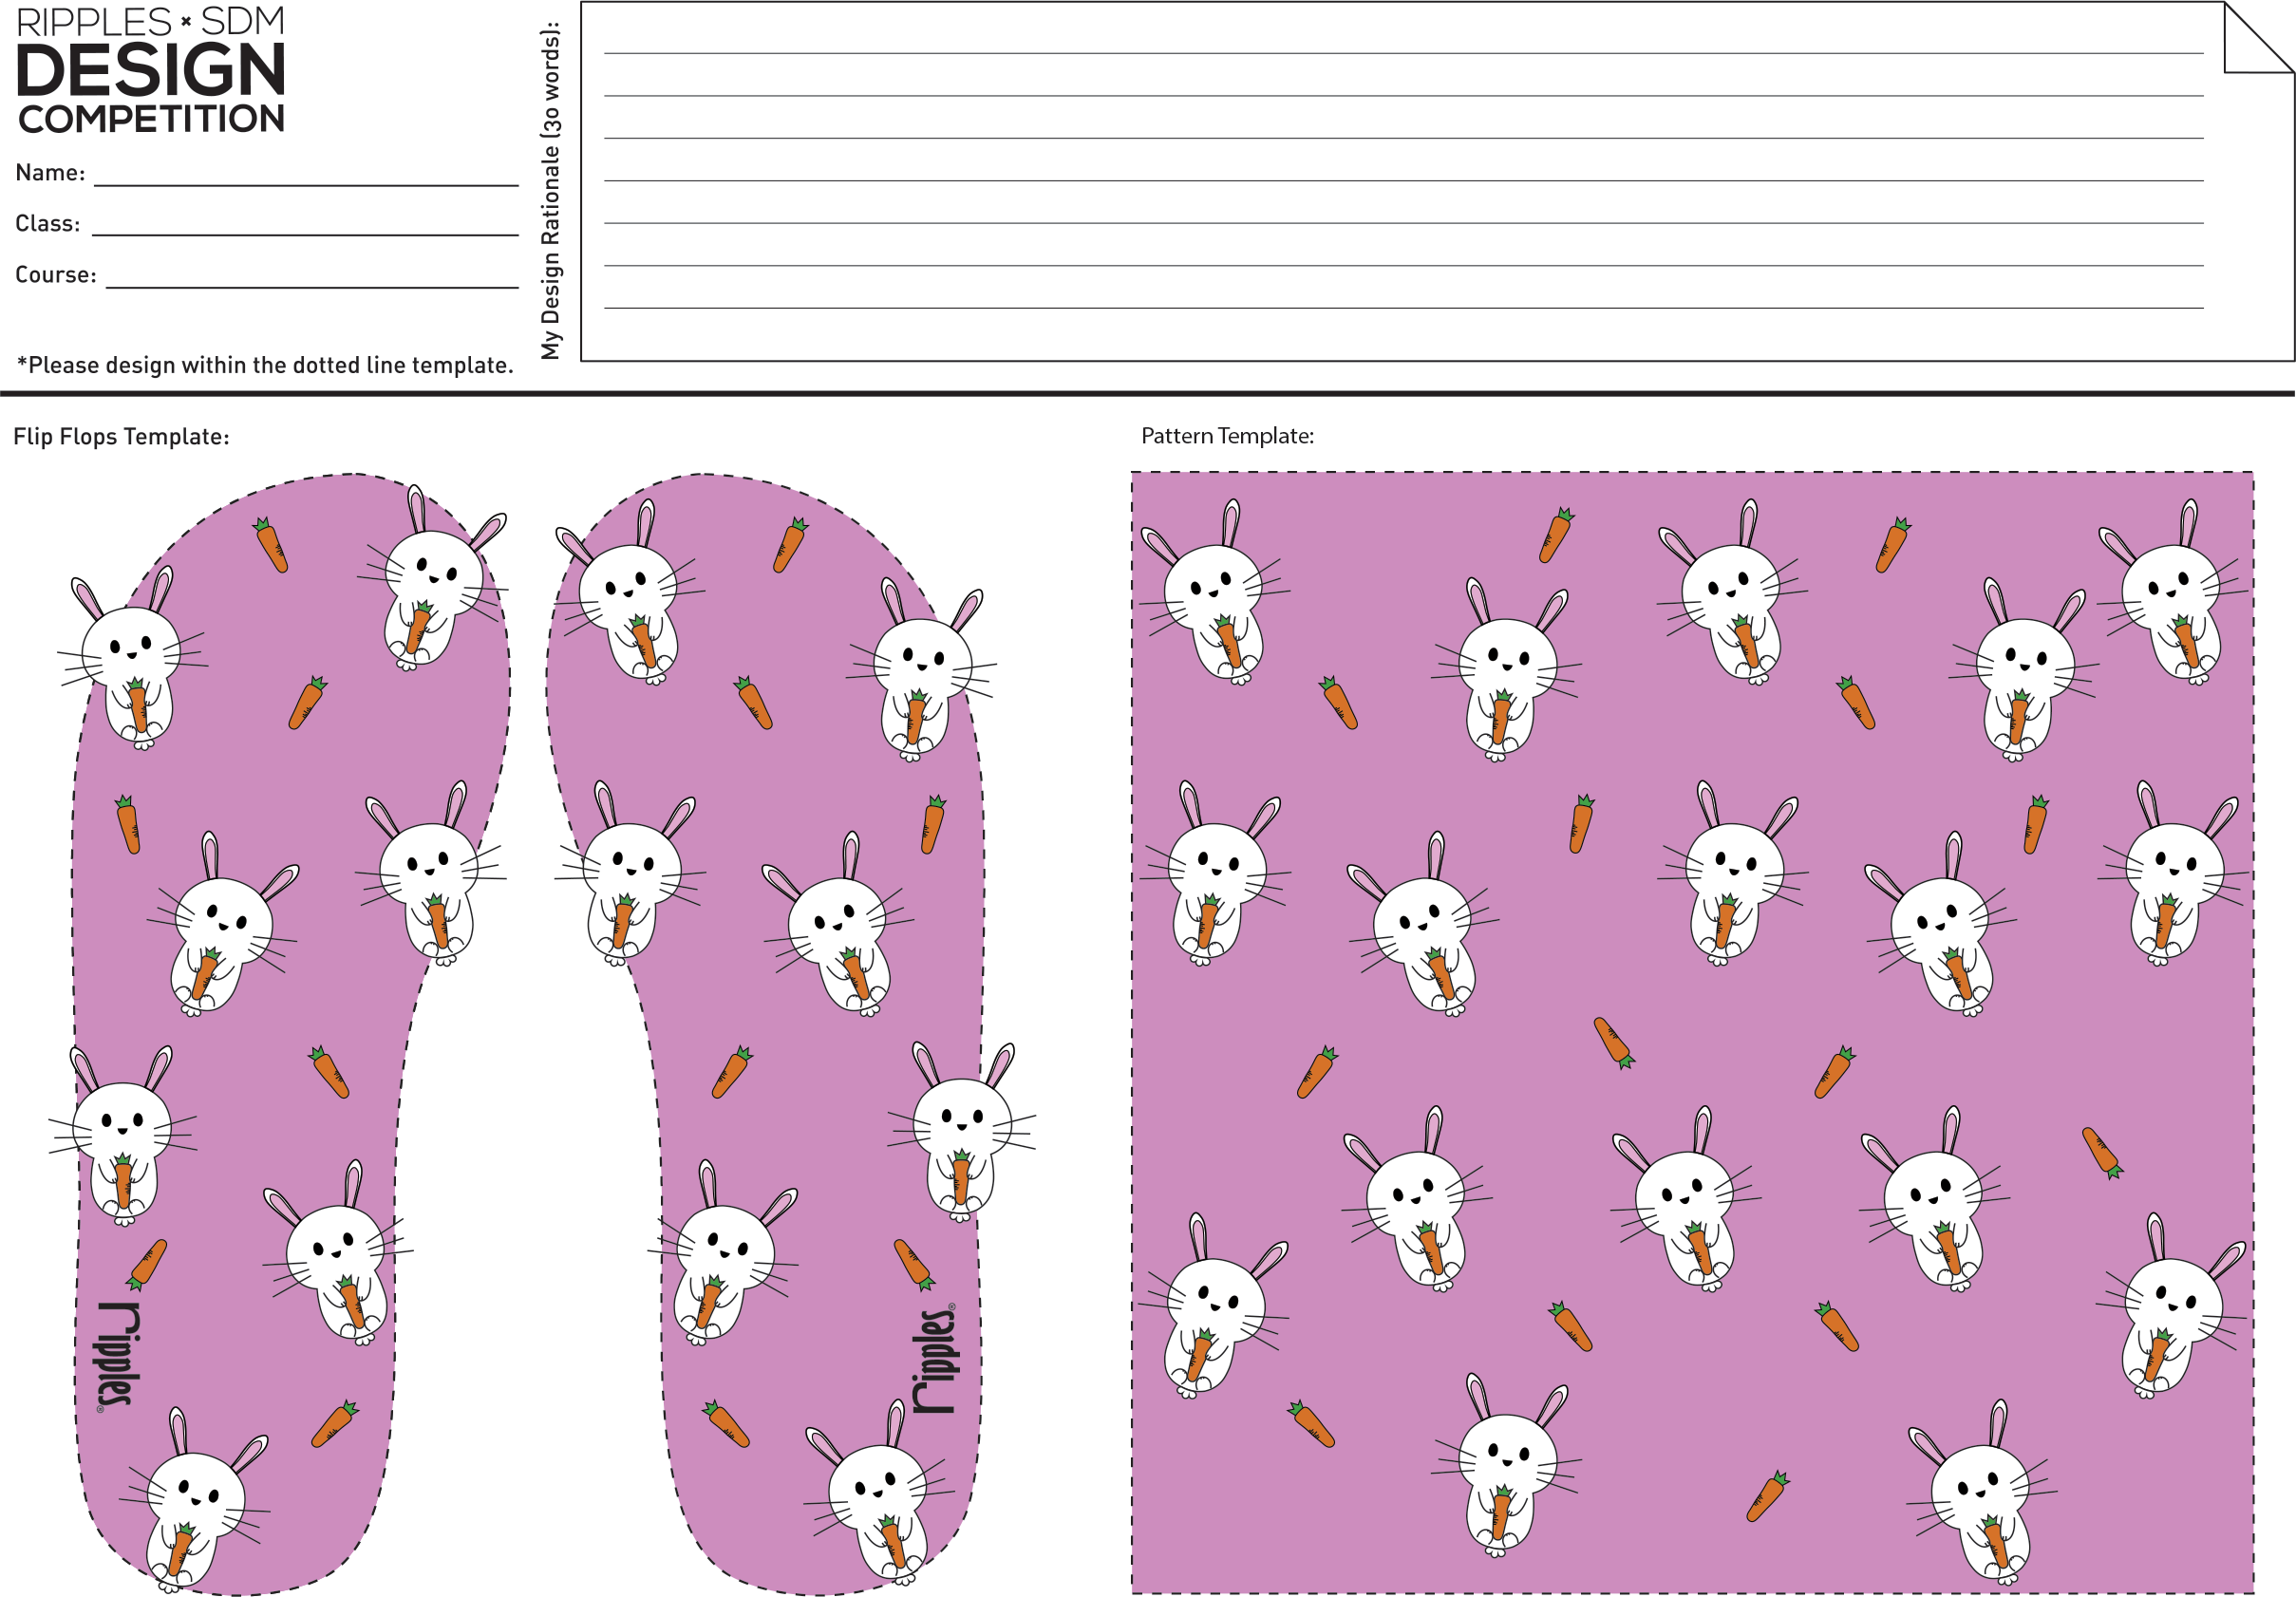 RIPPLES × SDM
DESIGN
COMPETITION
Name:
Class:
Course:
*Please design within the dotted line template.
My Design Rationale (30 words):
Flip Flops Template:
Pattern Template:
ripples®
ripples®